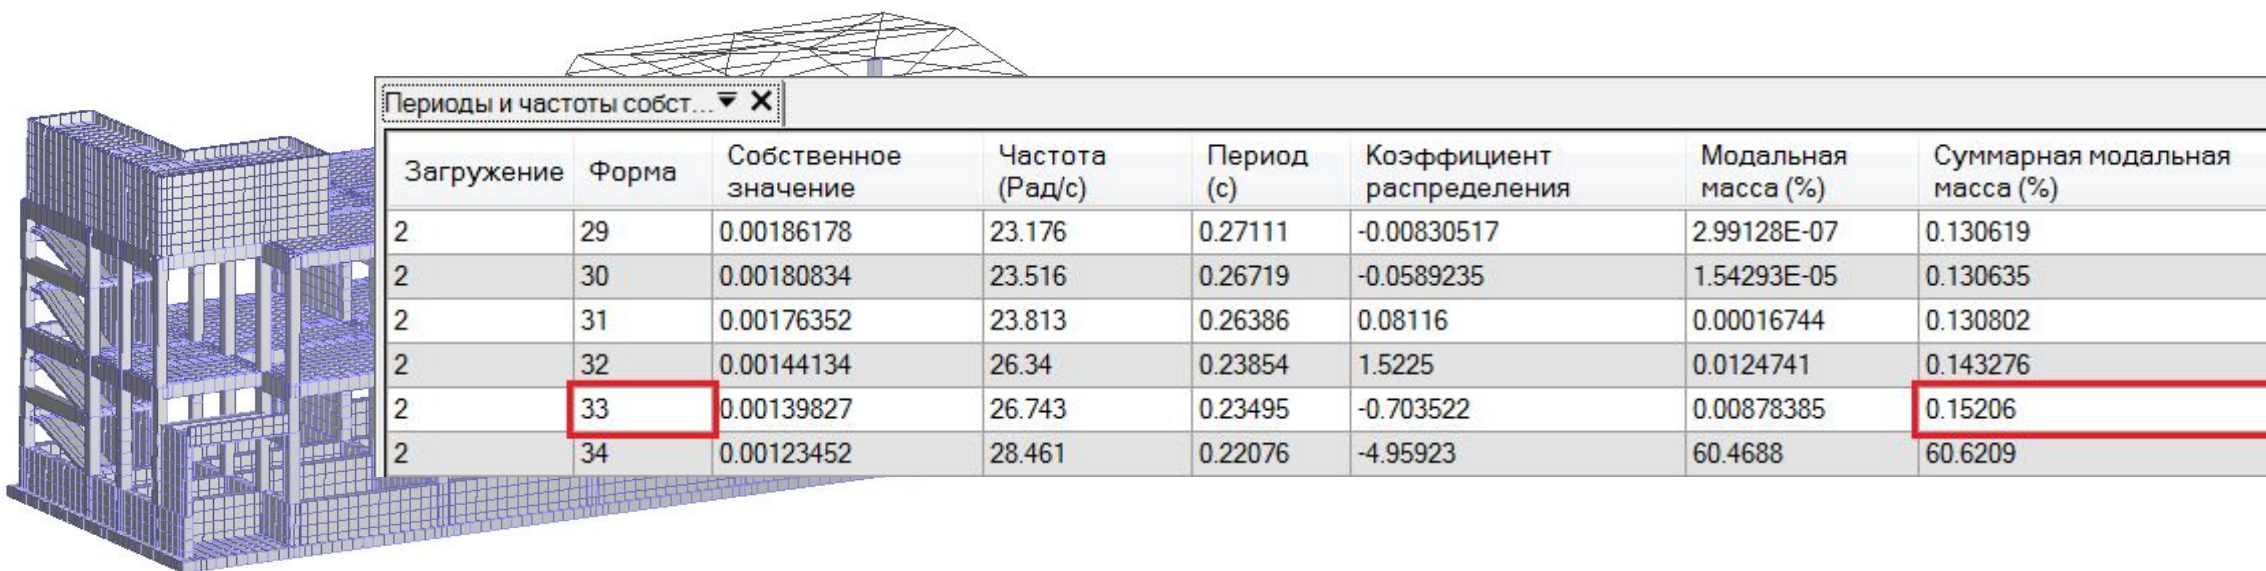 Периоды и частоты собст...
Загружение Форма Собственное значение Частота (Рад/с) Период (с) Коэффициент распределения Модальная масса (%) Суммарная модальная масса (%)
2 29 0.00186178 23.176 0.27111 -0.00830517 2.99128E-07 0.130619
2 30 0.00180834 23.516 0.26719 -0.0589235 1.54293E-05 0.130635
2 31 0.00176352 23.813 0.26386 0.08116 0.00016744 0.130802
2 32 0.00144134 26.34 0.23854 1.5225 0.0124741 0.143276
2 33 0.00139827 26.743 0.23495 -0.703522 0.00878385 0.15206
2 34 0.00123452 28.461 0.22076 -4.95923 60.4688 60.6209